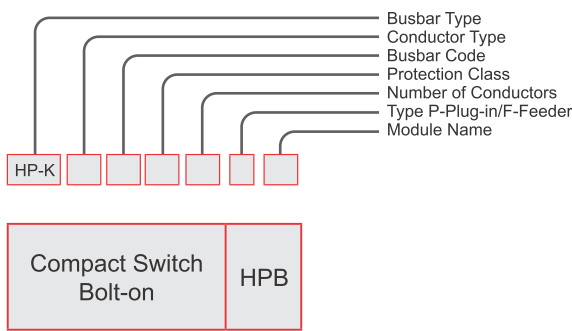 Busbar Type
Conductor Type
Busbar Code
Protection Class
Number of Conductors
Type P-Plug-in/F-Feeder
Module Name
HP-K
Compact Switch
Bolt-on
HPB